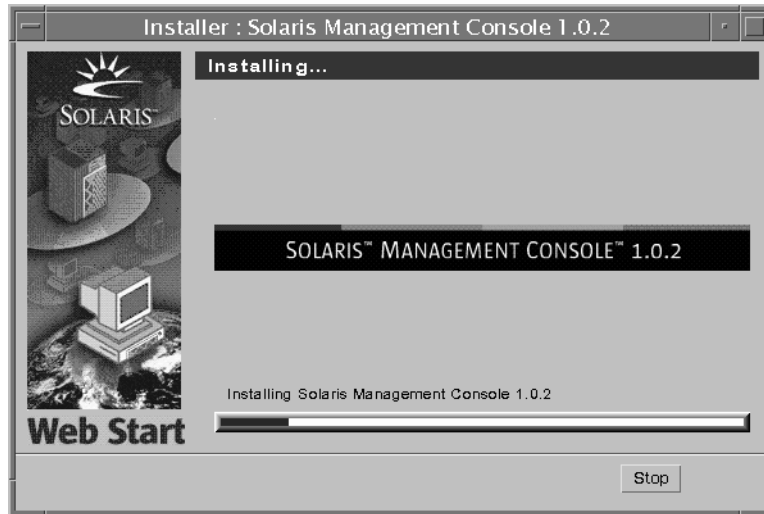 Installer : Solaris Management Console 1.0.2
SOLARIS™
Installing...
SOLARIS™ MANAGEMENT CONSOLE™ 1.0.2
Installing Solaris Management Console 1.0.2
Web Start
Stop